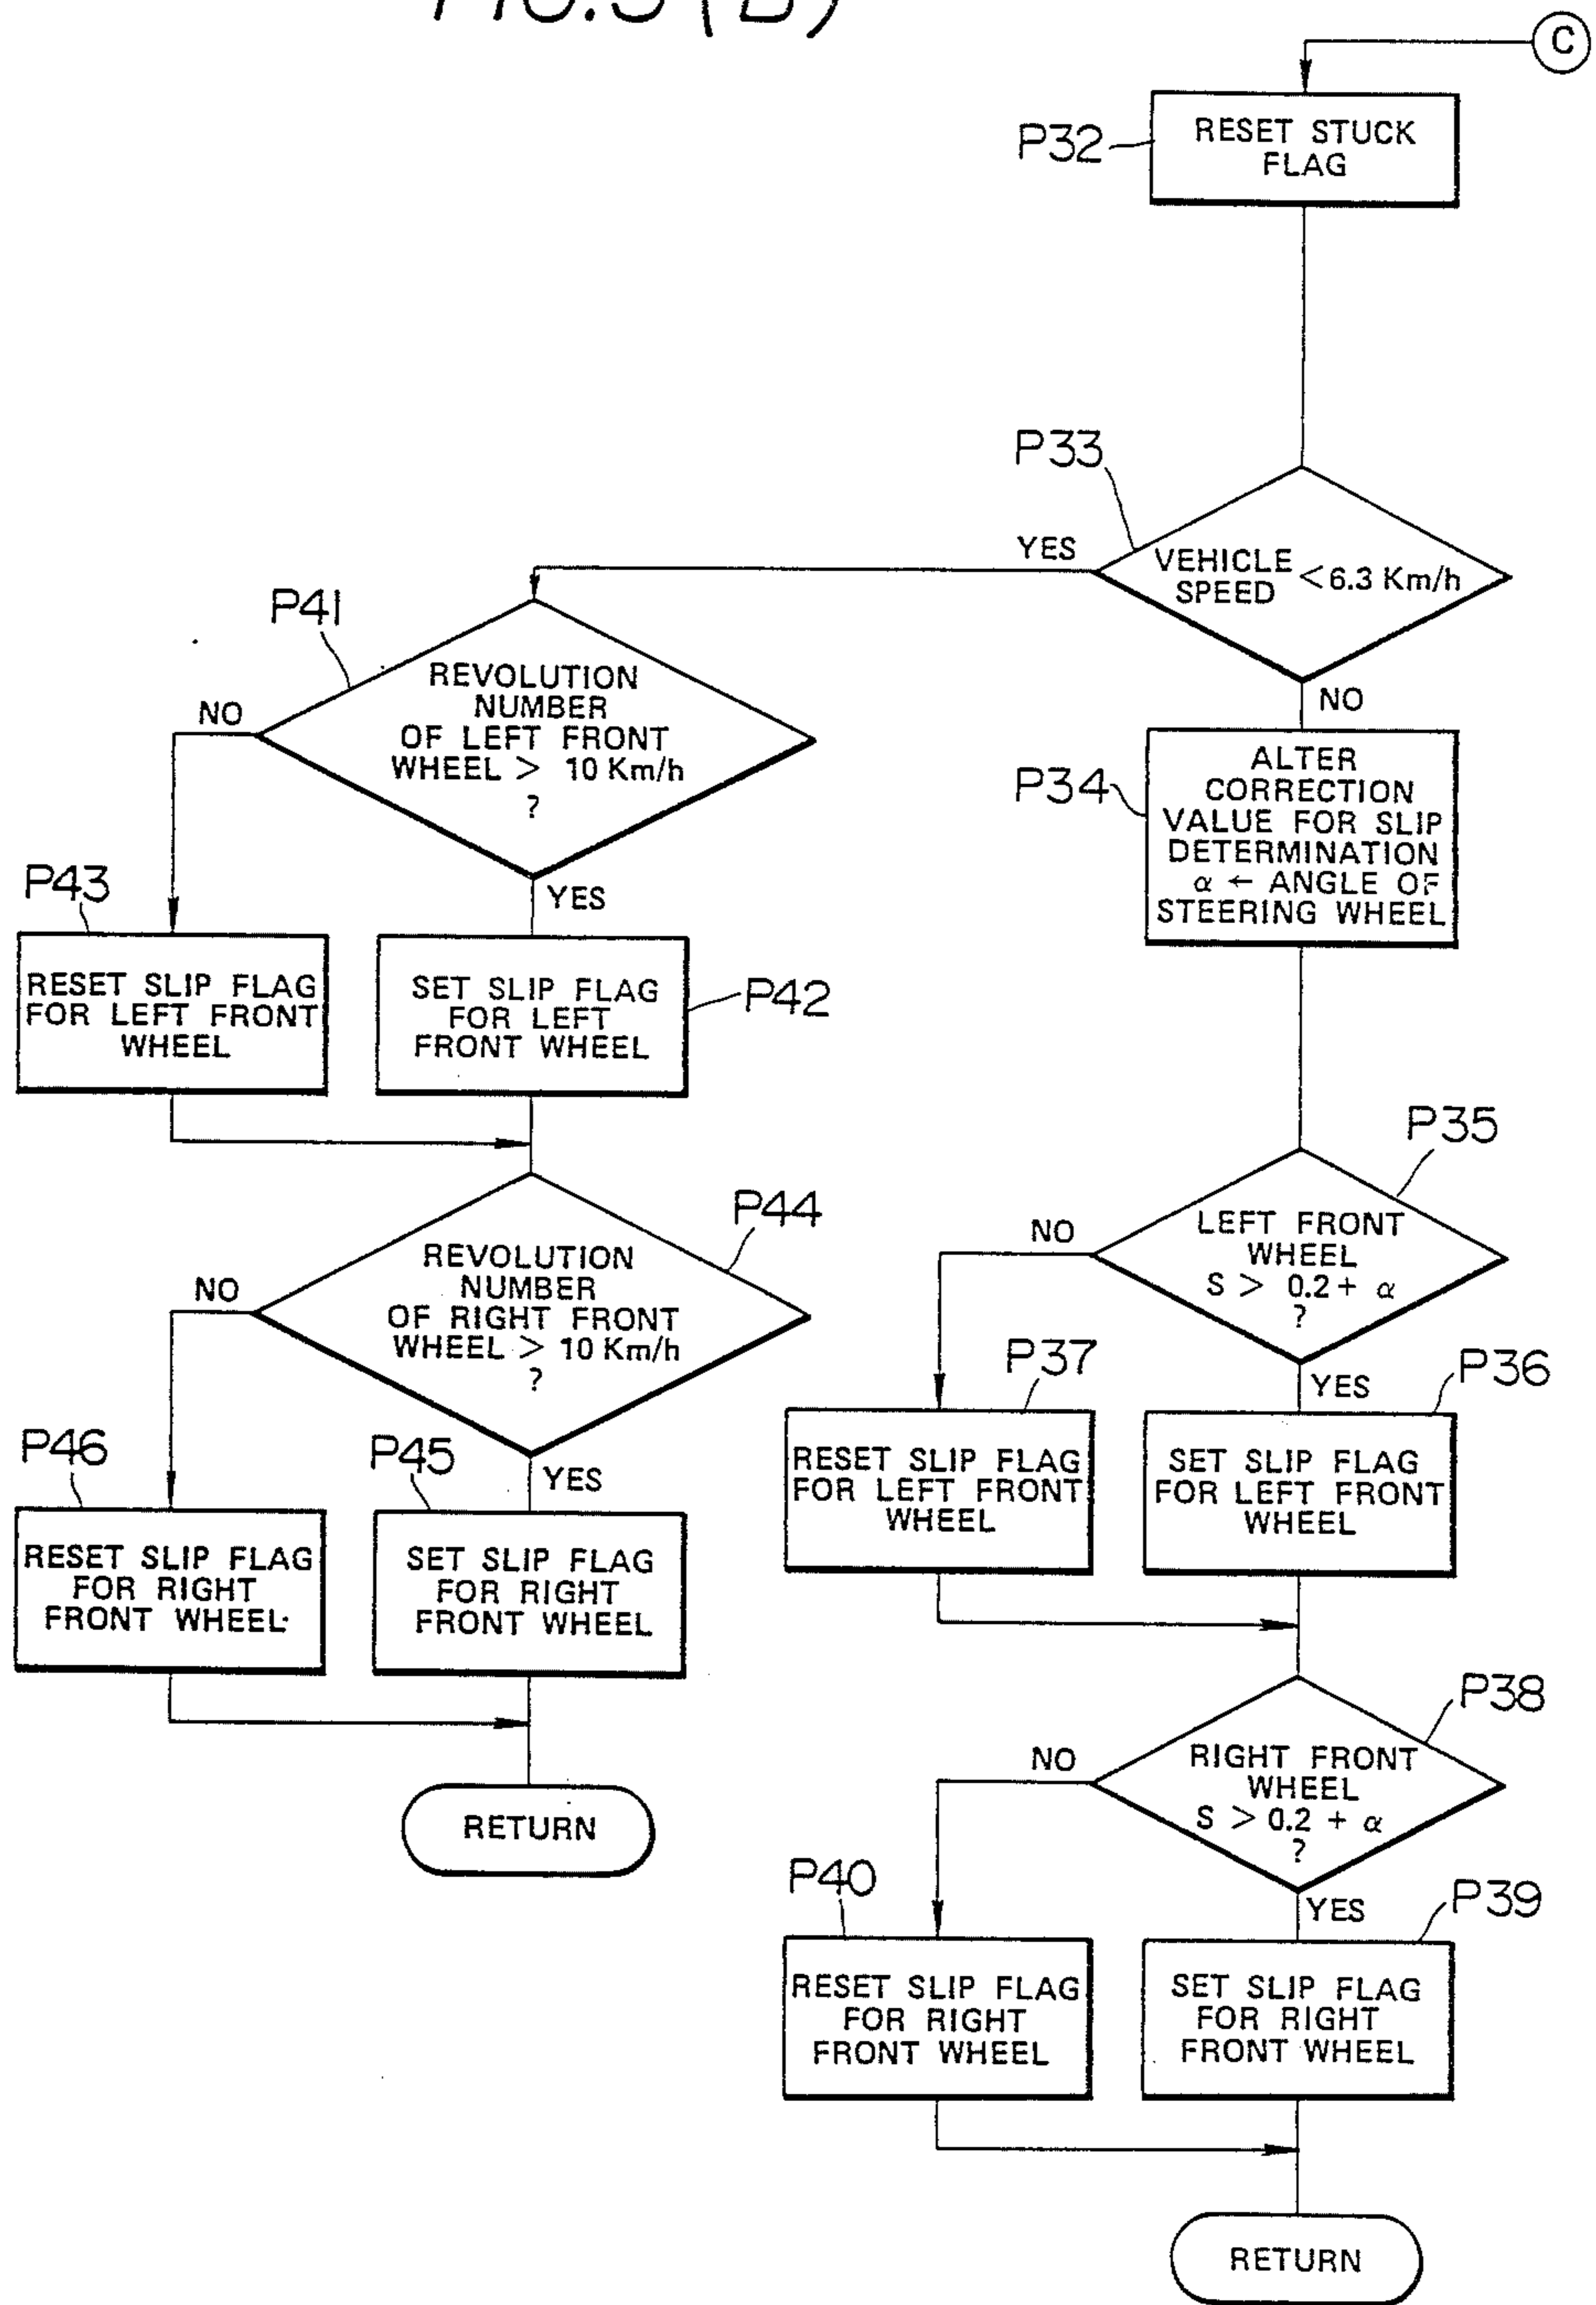 FIG.5 (B)
C
P32
RESET STUCK
FLAG
P33
YES
VEHICLE
SPEED < 6.3 Km/h
NO
P34
ALTER
CORRECTION
VALUE FOR SLIP
DETERMINATION
α ← ANGLE OF
STEERING WHEEL
P41
REVOLUTION
NUMBER
OF LEFT FRONT
WHEEL > 10 Km/h
?
NO
YES
P43
RESET SLIP FLAG
FOR LEFT FRONT
WHEEL
SET SLIP FLAG
FOR LEFT
FRONT WHEEL
P42
P44
REVOLUTION
NUMBER
OF RIGHT FRONT
WHEEL > 10 Km/h
?
NO
YES
P46
RESET SLIP FLAG
FOR RIGHT
FRONT WHEEL
P45
SET SLIP FLAG
FOR RIGHT
FRONT WHEEL
RETURN
P35
LEFT FRONT
WHEEL
S > 0.2 + α
?
NO
YES
P37
RESET SLIP FLAG
FOR LEFT FRONT
WHEEL
P36
SET SLIP FLAG
FOR LEFT FRONT
WHEEL
P38
RIGHT FRONT
WHEEL
S > 0.2 + α
?
NO
YES
P40
RESET SLIP FLAG
FOR RIGHT
FRONT WHEEL
P39
SET SLIP FLAG
FOR RIGHT
FRONT WHEEL
RETURN